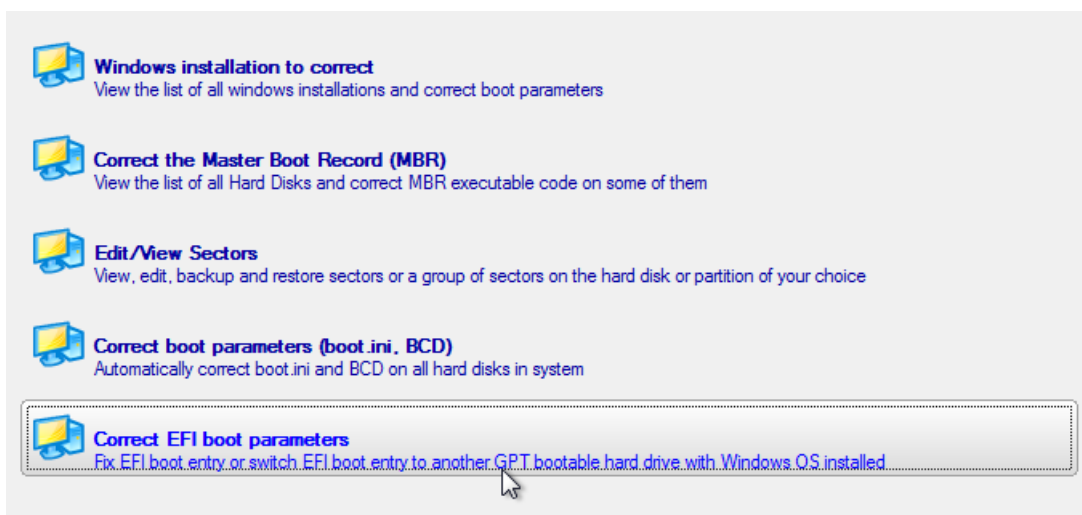 Windows installation to correct
View the list of all windows installations and correct boot parameters
Correct the Master Boot Record (MBR)
View the list of all Hard Disks and correct MBR executable code on some of them
Edit/View Sectors
View, edit, backup and restore sectors or a group of sectors on the hard disk or partition of your choice
Correct boot parameters (boot.ini, BCD)
Automatically correct boot.ini and BCD on all hard disks in system
Correct EFI boot parameters
Fix EFI boot entry or switch EFI boot entry to another GPT bootable hard drive with Windows OS installed